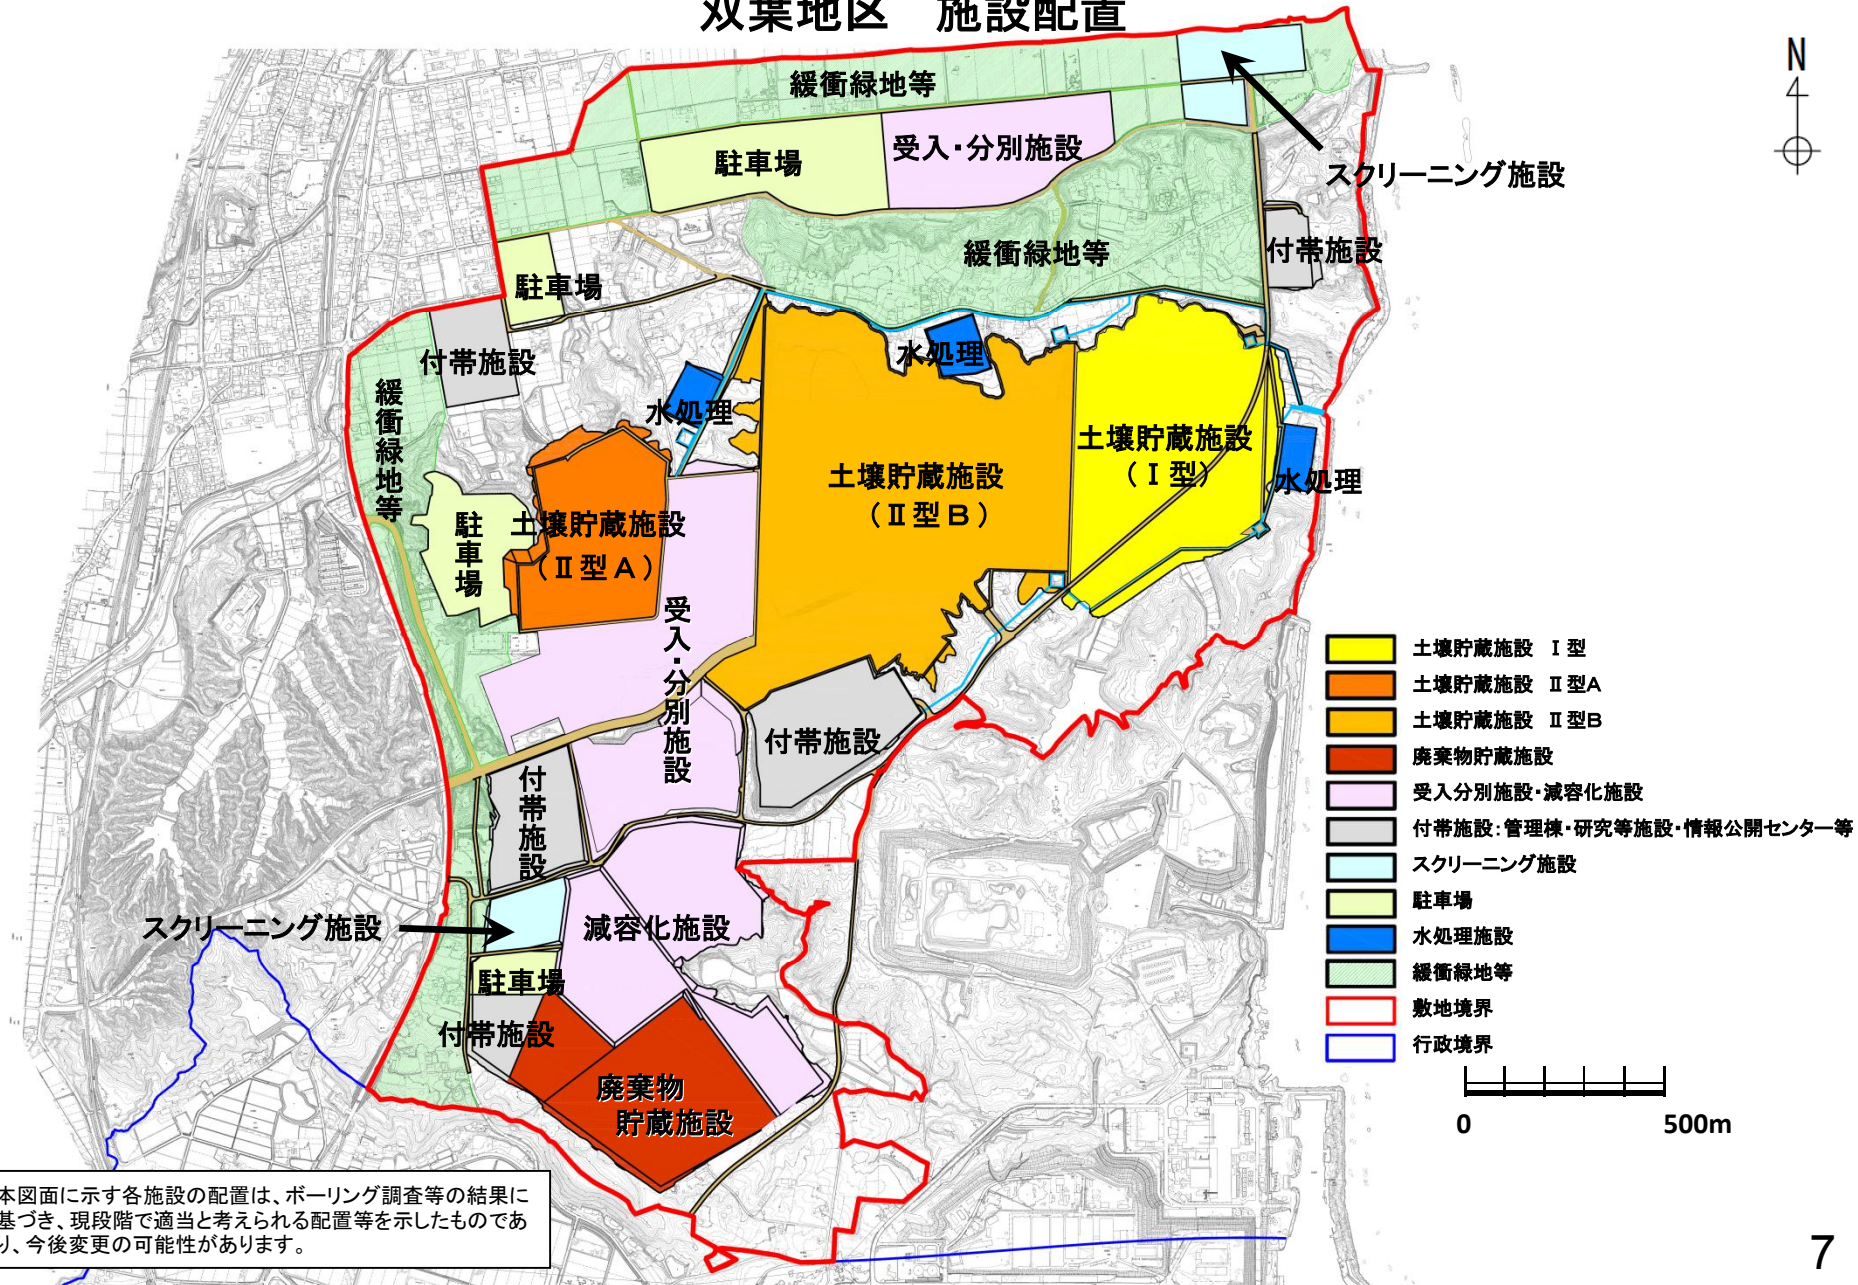 双葉地区　施設配置
N
緩衝緑地等
受入・分別施設
駐車場
スクリーニング施設
緩衝緑地等
付帯施設
駐車場
付帯施設
水処理
水処理
緩衝緑地等
土壌貯蔵施設
（Ⅰ型）
土壌貯蔵施設
（Ⅱ型Ｂ）
水処理
駐車場
土壌貯蔵施設
（Ⅱ型Ａ）
受入・分別施設
付帯施設
付帯施設
スクリーニング施設
減容化施設
駐車場
付帯施設
廃棄物
貯蔵施設
土壌貯蔵施設　Ⅰ型
土壌貯蔵施設　Ⅱ型A
土壌貯蔵施設　Ⅱ型B
廃棄物貯蔵施設
受入分別施設・減容化施設
付帯施設：管理棟・研究等施設・情報公開センター等
スクリーニング施設
駐車場
水処理施設
緩衝緑地等
敷地境界
行政境界
0　500m
本図面に示す各施設の配置は、ボーリング調査等の結果に
基づき、現段階で適当と考えられる配置等を示したものであ
り、今後変更の可能性があります。
7